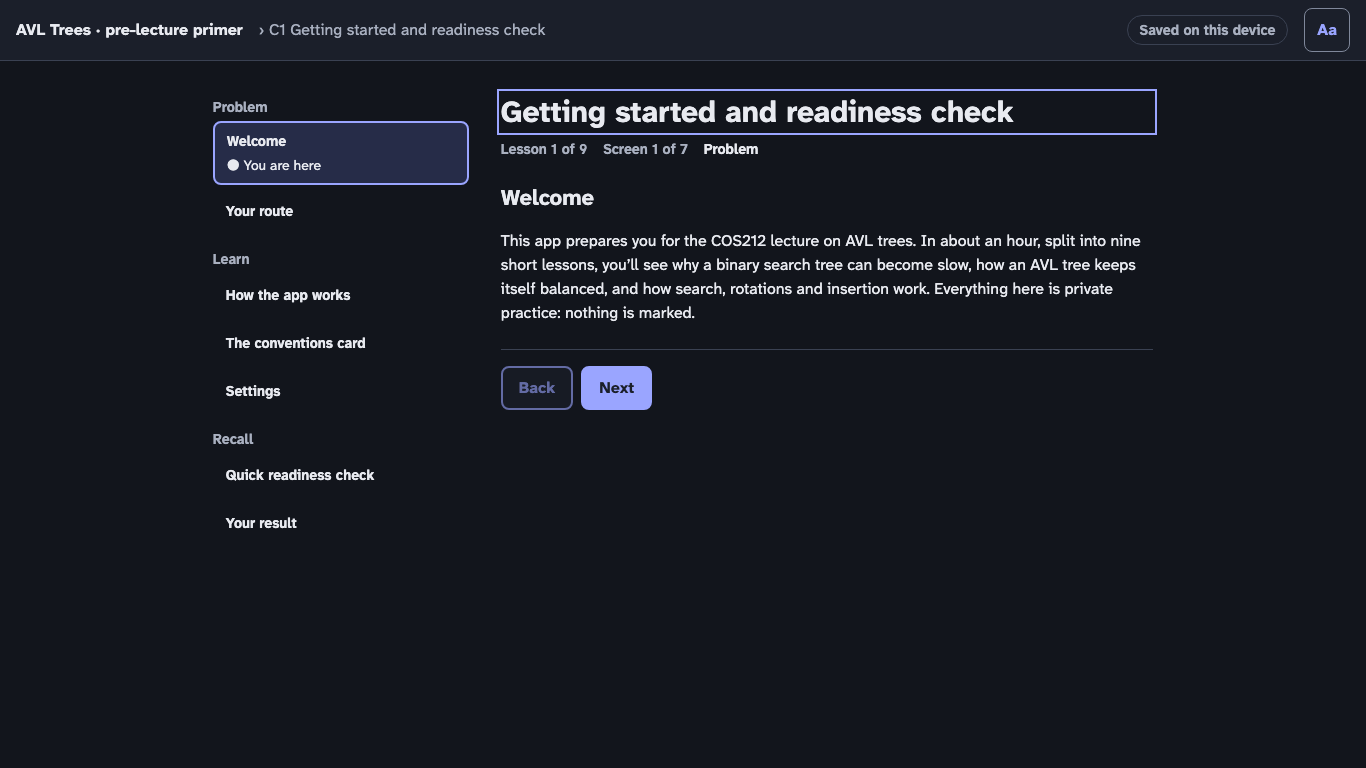 AVL Trees · pre-lecture primer › C1 Getting started and readiness check
Saved on this device
Aa
Problem
Welcome
You are here
Your route
Learn
How the app works
The conventions card
Settings
Recall
Quick readiness check
Your result
Getting started and readiness check
Lesson 1 of 9 Screen 1 of 7 Problem
Welcome
This app prepares you for the COS212 lecture on AVL trees. In about an hour, split into nine
short lessons, you’ll see why a binary search tree can become slow, how an AVL tree keeps
itself balanced, and how search, rotations and insertion work. Everything here is private
practice: nothing is marked.
Back
Next